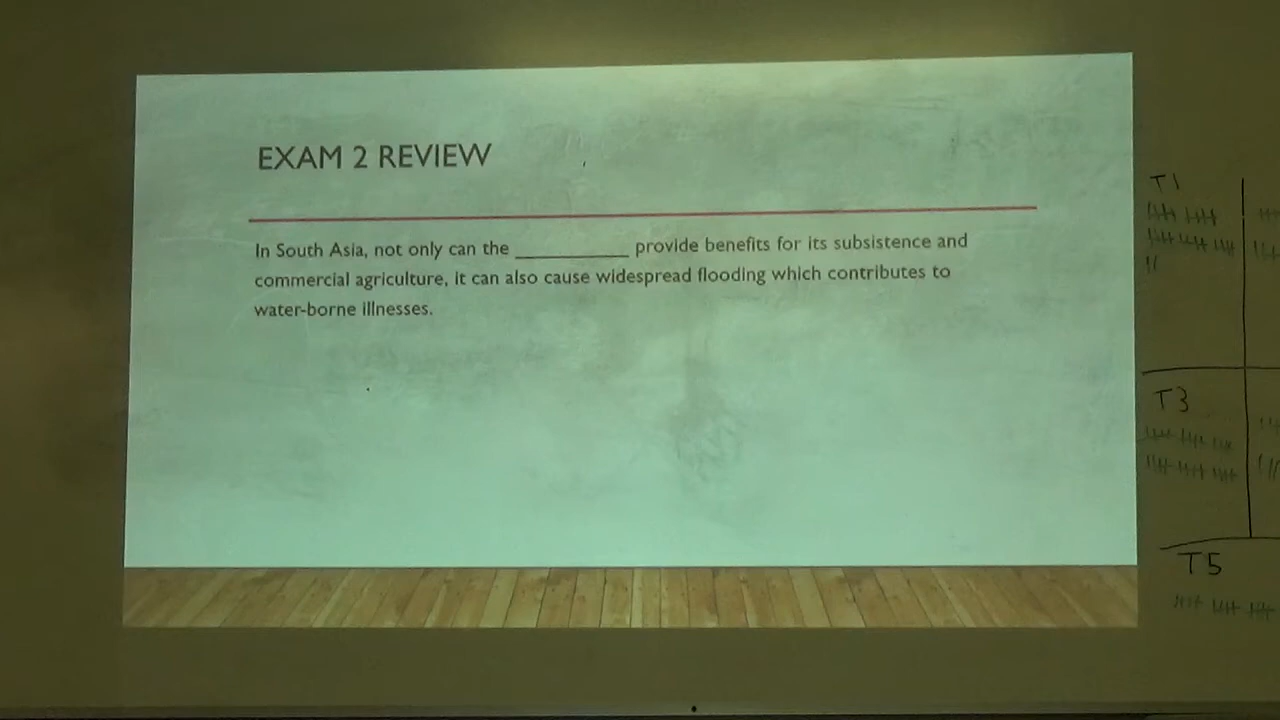 EXAM 2 REVIEW
In South Asia, not only can the __________ provide benefits for its subsistence and
commercial agriculture, it can also cause widespread flooding which contributes to
water-borne illnesses.
T1
T3
T5